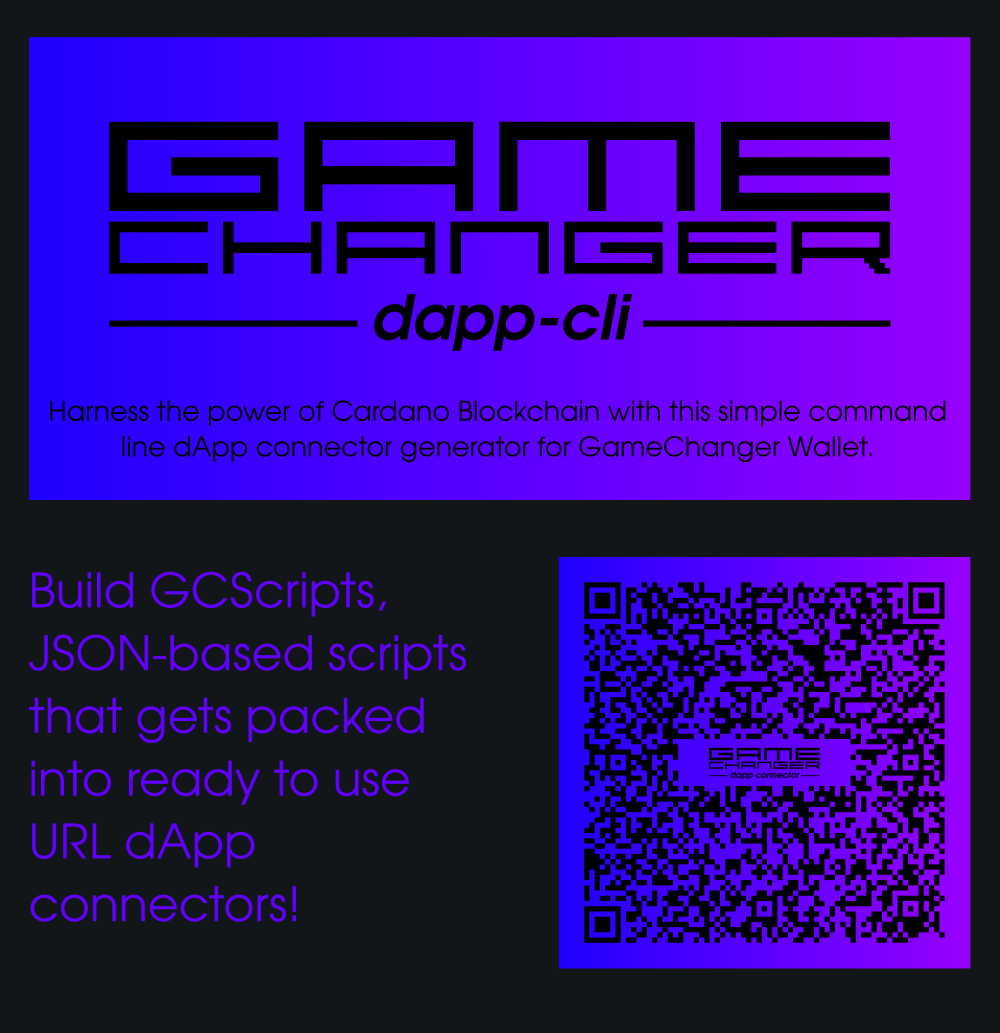 GAME
CHANGER
dapp-cli
Harness the power of Cardano Blockchain with this simple command
line dApp connector generator for GameChanger Wallet.
Build GCScripts,
JSON-based scripts
that gets packed
into ready to use
URL dApp
connectors!
GAME
CHANGER
dapp connector